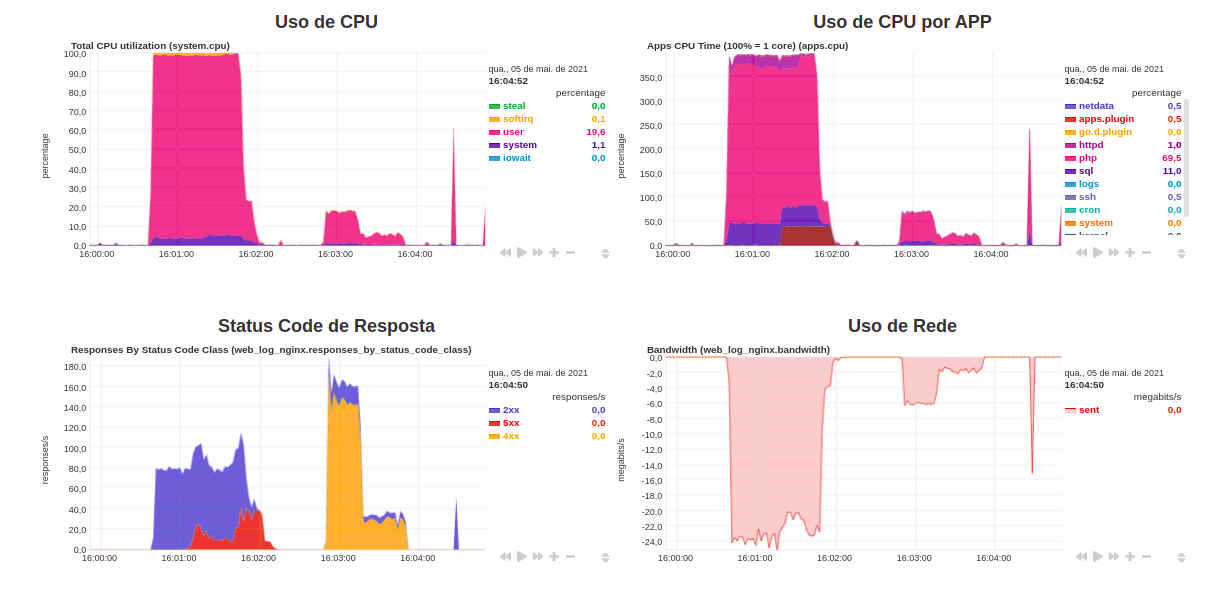 Uso de CPU
Total CPU utilization (system.cpu)
100,0
90,0
80,0
70,0
60,0
50,0
40,0
30,0
20,0
10,0
0,0
percentage
16:00:00 16:01:00 16:02:00 16:03:00 16:04:00
qua., 05 de mai. de 2021
16:04:52
percentage
steal 0,0
softirq 0,1
user 19,6
system 1,1
iowait 0,0
Uso de CPU por APP
Apps CPU Time (100% = 1 core) (apps.cpu)
350,0
300,0
250,0
200,0
150,0
100,0
50,0
0,0
percentage
16:00:00 16:01:00 16:02:00 16:03:00 16:04:00
qua., 05 de mai. de 2021
16:04:52
percentage
netdata 0,5
apps.plugin 0,5
go.d.plugin 0,0
httpd 1,0
php 69,5
sql 11,0
logs 0,0
ssh 0,5
cron 0,0
system 0,0
Status Code de Resposta
Responses By Status Code Class (web_log_nginx.responses_by_status_code_class)
180,0
160,0
140,0
120,0
100,0
80,0
60,0
40,0
20,0
0,0
responses/s
16:00:00 16:01:00 16:02:00 16:03:00 16:04:00
qua., 05 de mai. de 2021
16:04:50
responses/s
2xx 0,0
5xx 0,0
4xx 0,0
Uso de Rede
Bandwidth (web_log_nginx.bandwidth)
0,0
-2,0
-4,0
-6,0
-8,0
-10,0
-12,0
-14,0
-16,0
-18,0
-20,0
-22,0
-24,0
megabits/s
16:00:00 16:01:00 16:02:00 16:03:00 16:04:00
qua., 05 de mai. de 2021
16:04:50
megabits/s
sent 0,0